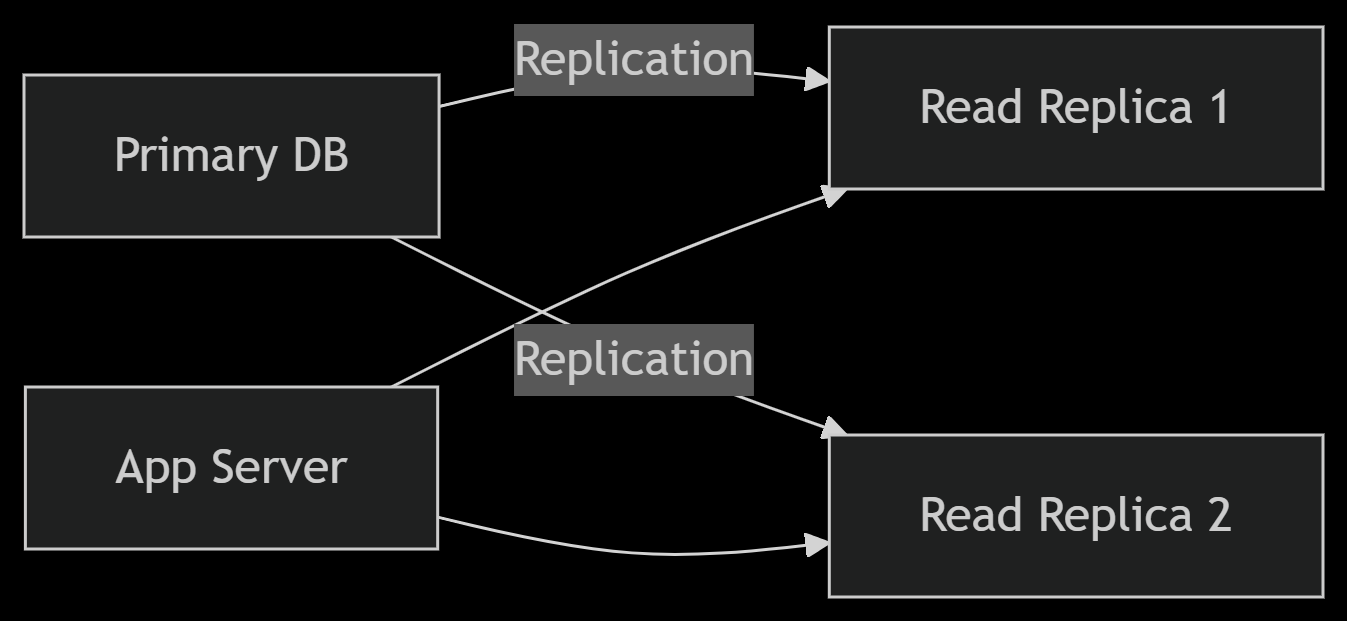 Replication
Read Replica 1
Primary DB
Replication
App Server
Read Replica 2